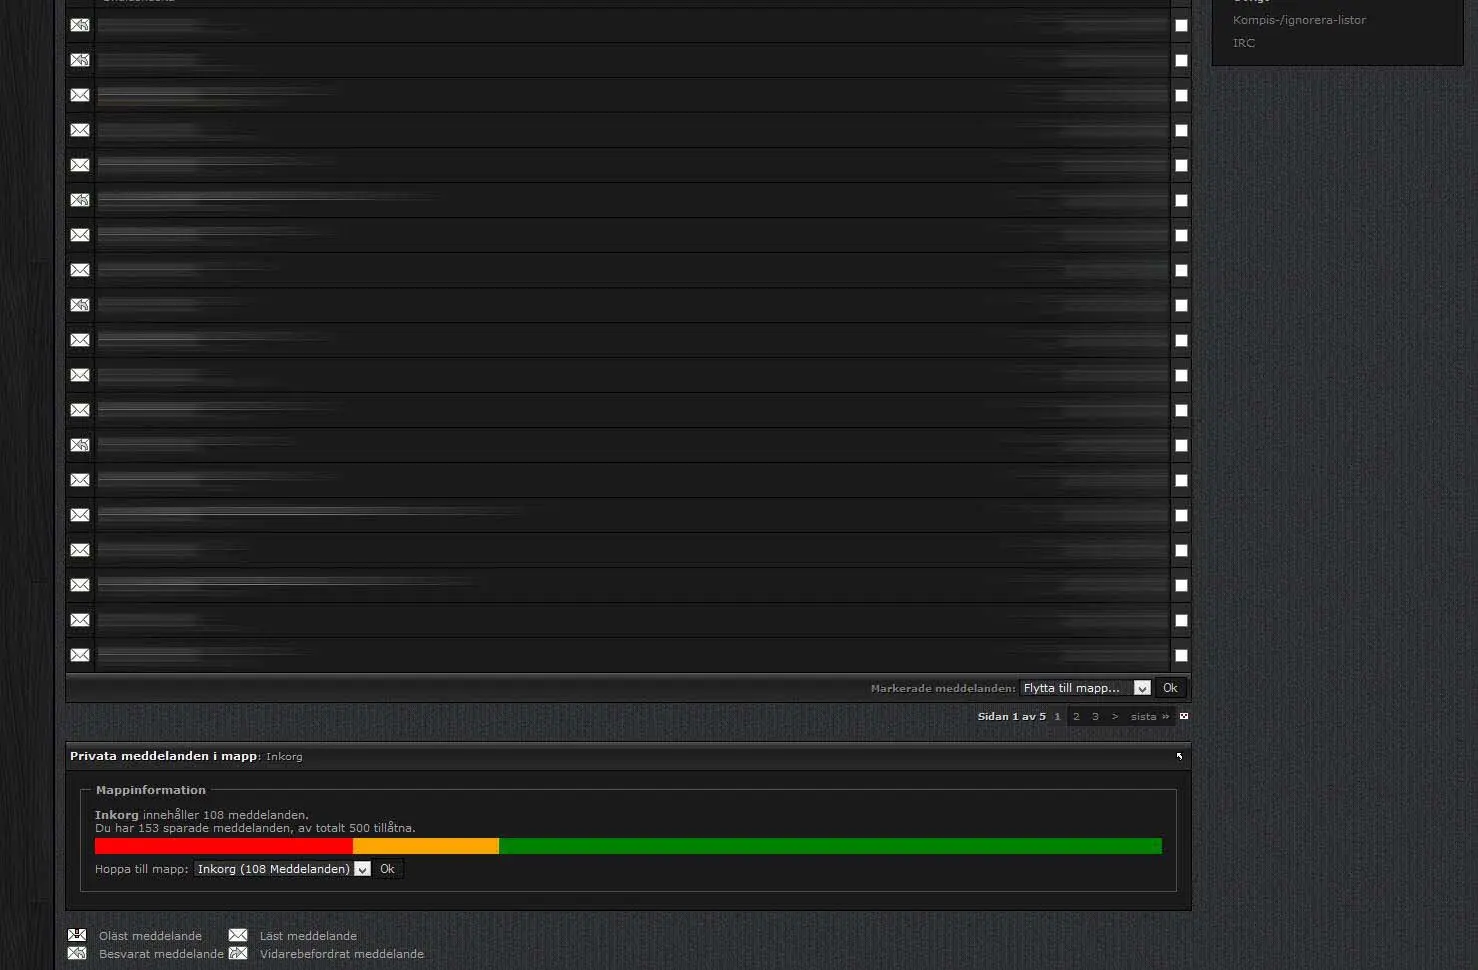 Kompis-/ignorera-listor
IRC
Markerade meddelanden: Flytta till mapp... Ok
Sidan 1 av 5 1 2 3 > sista »
Privata meddelanden i mapp: Inkorg
Mappinformation
Inkorg innehåller 108 meddelanden.
Du har 153 sparade meddelanden, av totalt 500 tillåtna.
Hoppa till mapp: Inkorg (108 Meddelanden) Ok
Oläst meddelande Läst meddelande
Besvarat meddelande Vidarebefordrat meddelande